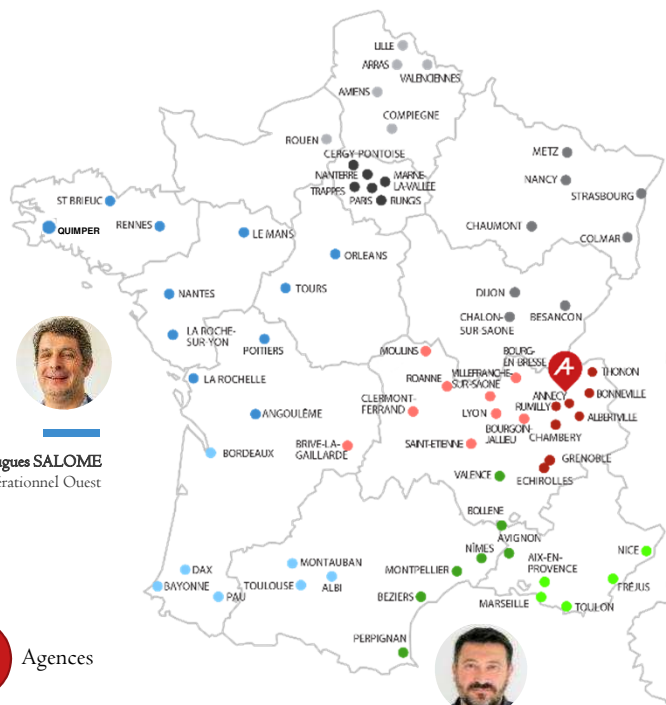 LILLE
ARRAS
VALENCIENNES
AMIENS
COMPIEGNE
ROUEN
CERGY-PONTOISE
NANTERRE
MARNE-
LA-VALLÉE
TRAPPES
PARIS
RUNGIS
METZ
NANCY
STRASBOURG
CHAUMONT
COLMAR
ST BRIEUC
RENNES
QUIMPER
LE MANS
ORLEANS
TOURS
NANTES
LA ROCHE-
SUR-YON
POITIERS
DIJON
BESANCON
CHALON-
SUR-SAONE
LA ROCHELLE
ANGOULÊME
MOULINS
BOURG-
EN-BRESSE
ROANNE
VILLEFRANCHE-
SUR-SAÔNE
CLERMONT-
FERRAND
LYON
BOURGOIN-
JALLIEU
SAINT-ETIENNE
BRIVE-LA-
GAILLARDE
A
THONON
BONNEVILLE
ANNECY
RUMILLY
ALBERTVILLE
CHAMBERY
GRENOBLE
ECHIROLLES
gues SALOME
érationnel Ouest
BORDEAUX
VALENCE
BOLLENE
AVIGNON
NÎMES
MONTPELLIER
AIX-EN-
PROVENCE
NICE
FRÉJUS
MARSEILLE
TOULON
DAX
BAYONNE
PAU
MONTAUBAN
TOULOUSE
ALBI
BEZIERS
PERPIGNAN
Agences